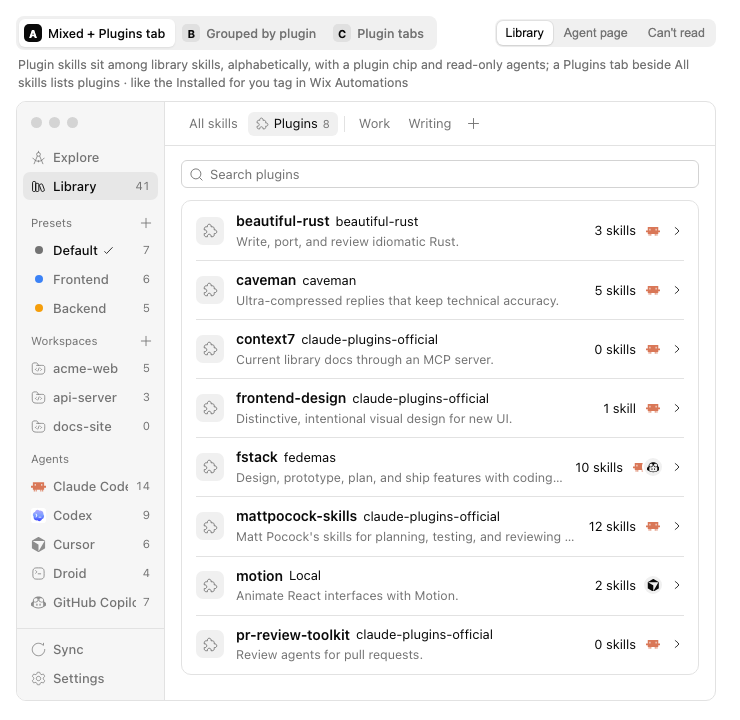 A Mixed + Plugins tab B Grouped by plugin C Plugin tabs
Library Agent page Can't read
Plugin skills sit among library skills, alphabetically, with a plugin chip and read-only agents; a Plugins tab beside All
skills lists plugins · like the Installed for you tag in Wix Automations
Explore
Library 41
Presets
Default 7
Frontend 6
Backend 5
Workspaces
acme-web 5
api-server 3
docs-site 0
Agents
Claude Code 14
Codex 9
Cursor 6
Droid 4
GitHub Copilc 7
Sync
Settings
All skills Plugins 8 Work Writing
Search plugins
beautiful-rust beautiful-rust
Write, port, and review idiomatic Rust.
3 skills
caveman caveman
Ultra-compressed replies that keep technical accuracy.
5 skills
context7 claude-plugins-official
Current library docs through an MCP server.
0 skills
frontend-design claude-plugins-official
Distinctive, intentional visual design for new UI.
1 skill
fstack fedemas
Design, prototype, plan, and ship features with coding...
10 skills
mattpocock-skills claude-plugins-official
Matt Pocock's skills for planning, testing, and reviewing ...
12 skills
motion Local
Animate React interfaces with Motion.
2 skills
pr-review-toolkit claude-plugins-official
Review agents for pull requests.
0 skills